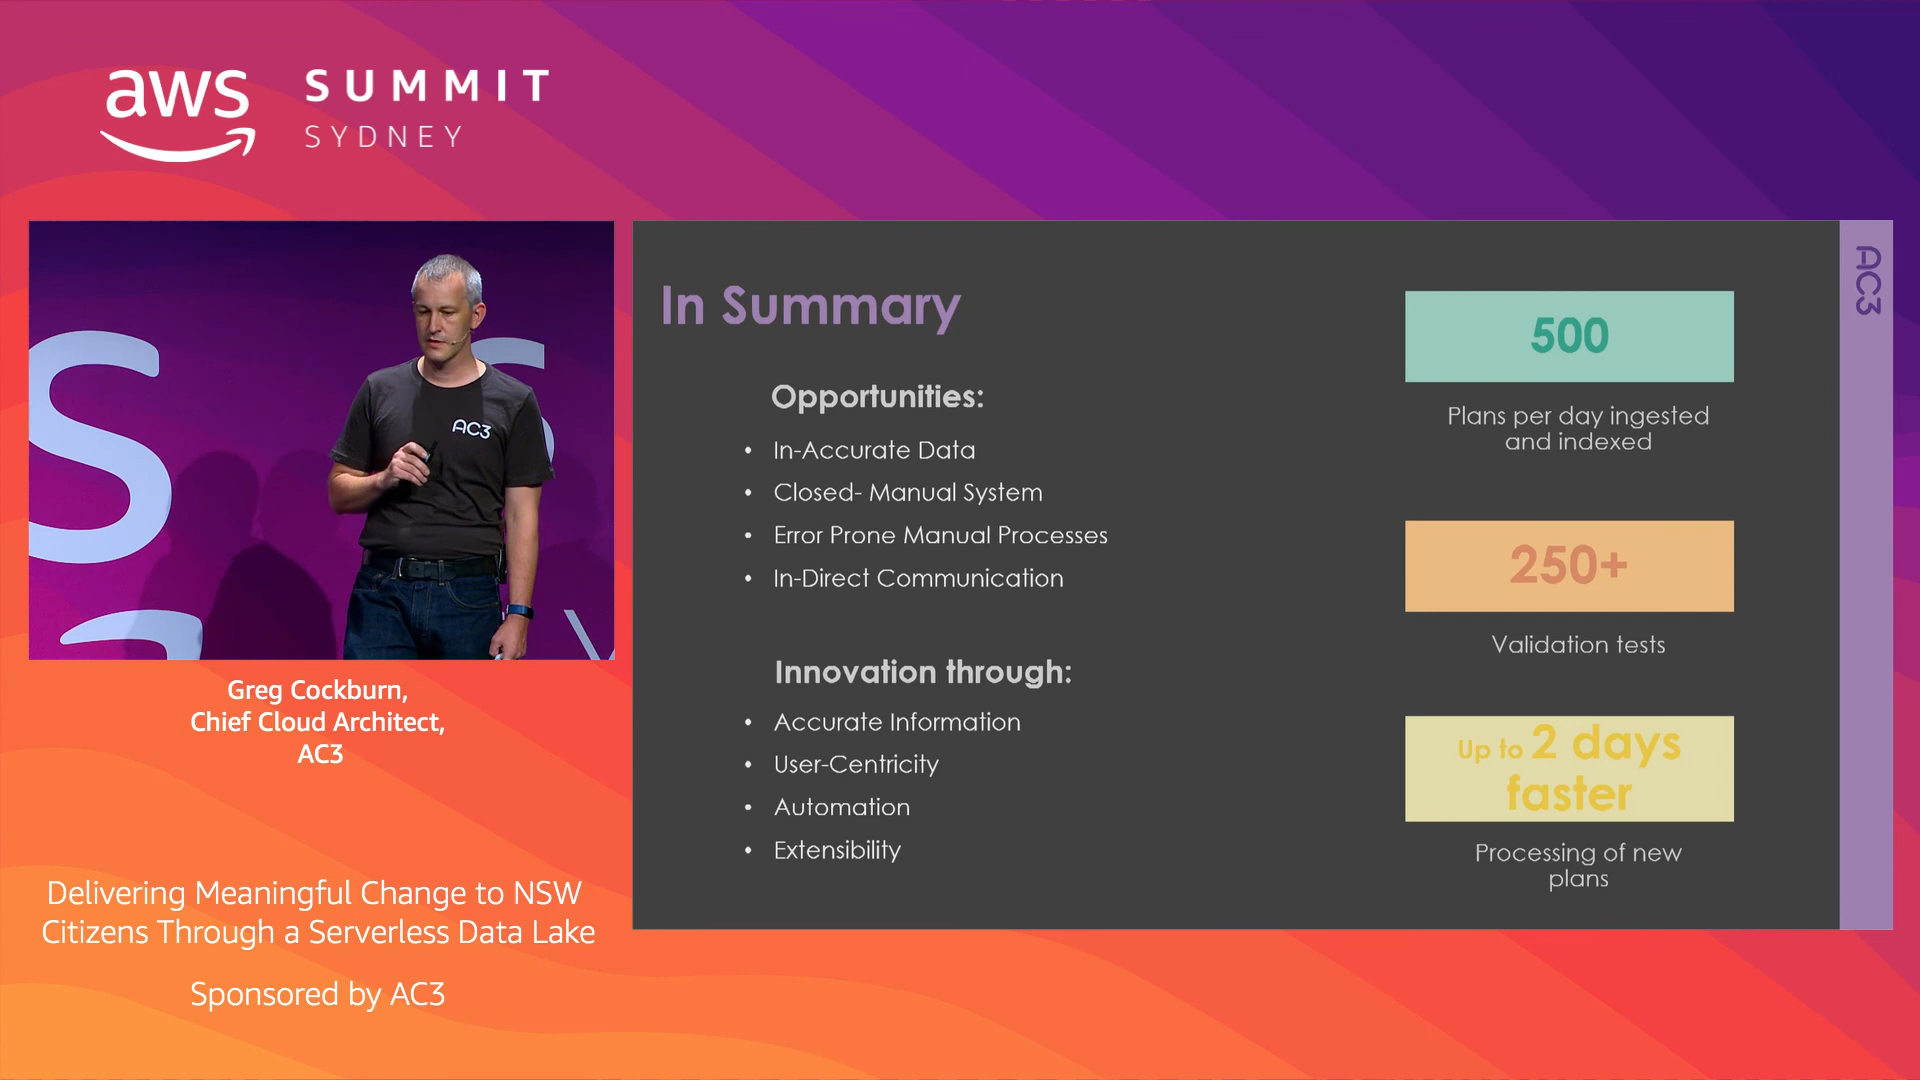 aws
SUMMIT
SYDNEY
AC3
Greg Cockburn,
Chief Cloud Architect,
AC3
Delivering Meaningful Change to NSW
Citizens Through a Serverless Data Lake
Sponsored by AC3
In Summary
Opportunities:
• In-Accurate Data
• Closed- Manual System
• Error Prone Manual Processes
• In-Direct Communication
Innovation through:
• Accurate Information
• User-Centricity
• Automation
• Extensibility
500
Plans per day ingested
and indexed
250+
Validation tests
Up to 2 days
faster
Processing of new
plans
AC3